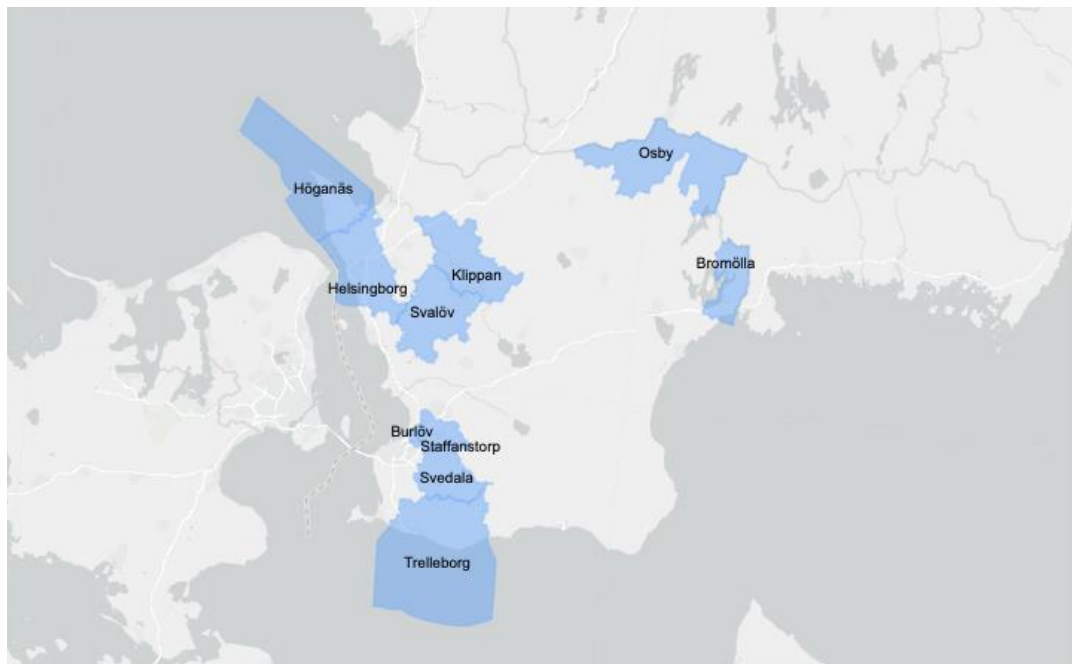 Osby
Höganäs
Bromölla
Klippan
Helsingborg
Svalöv
Burlöv
Staffanstorp
Svedala
Trelleborg